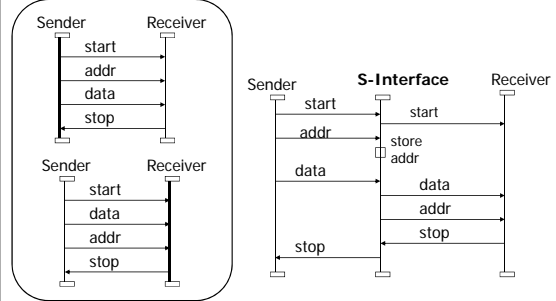 Sender Receiver
start
addr
data
stop
Sender Receiver
start
data
addr
stop
Sender S-Interface Receiver
start
start
addr
store
addr
data
data
addr
stop
stop